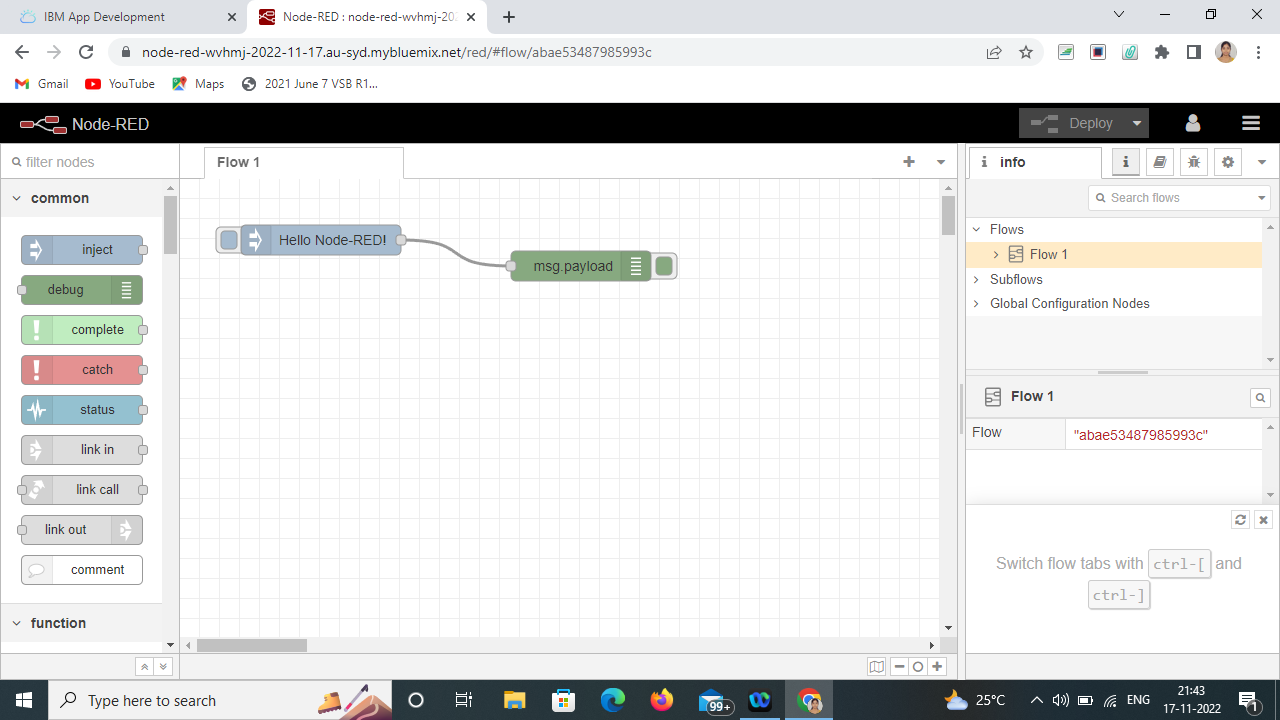 IBM App Development
Node-RED : node-red-wvhmj-202
node-red-wvhmj-2022-11-17.au-syd.mybluemix.net/red/#flow/abae53487985993c
Gmail
YouTube
Maps
2021 June 7 VSB R1...
Node-RED
Deploy
filter nodes
Flow 1
info
common
Search flows
inject
Hello Node-RED!
Flows
msg.payload
Flow 1
debug
Subflows
complete
Global Configuration Nodes
catch
status
Flow 1
link in
Flow
"abae53487985993c"
link call
link out
comment
Switch flow tabs with ctrl-[ and
ctrl-]
function
Type here to search
99+
25°C
ENG
21:43
17-11-2022
1